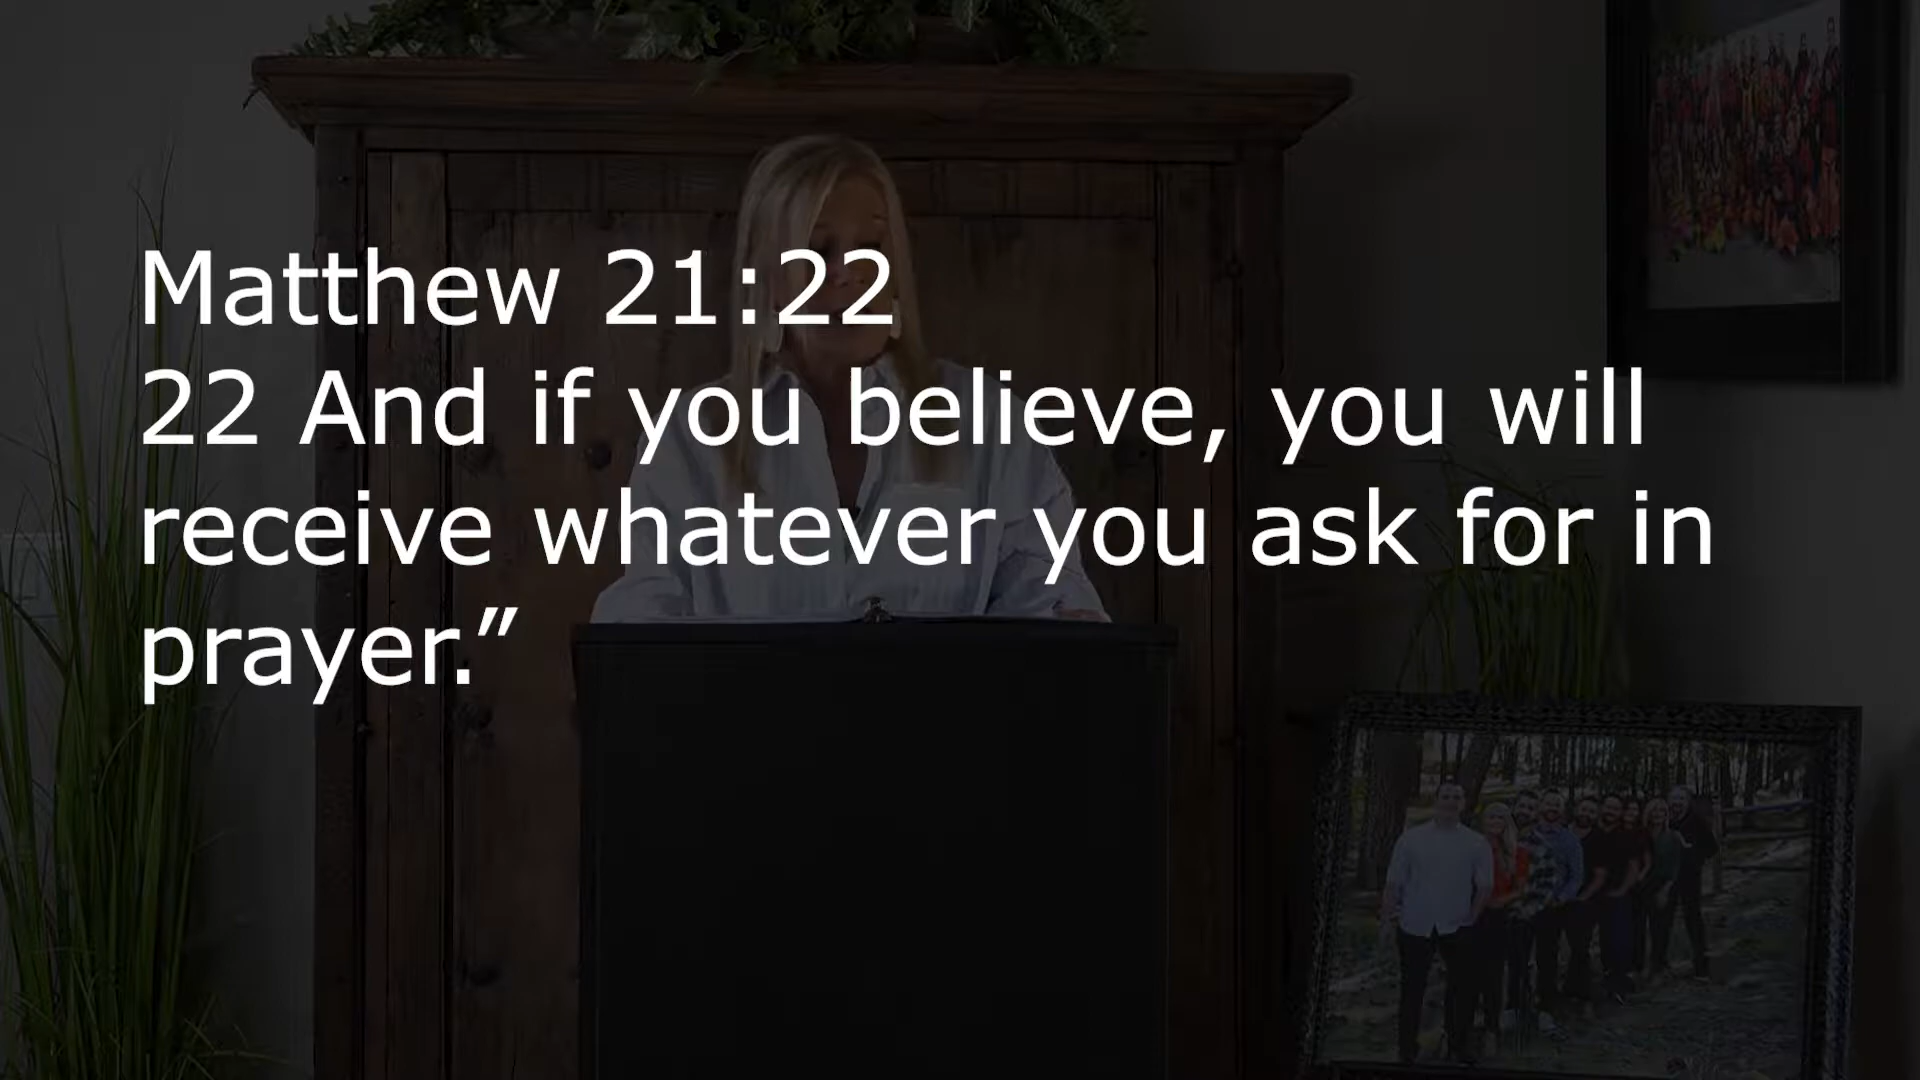 Matthew 21:22
22 And if you believe, you will
receive whatever you ask for in
prayer.”